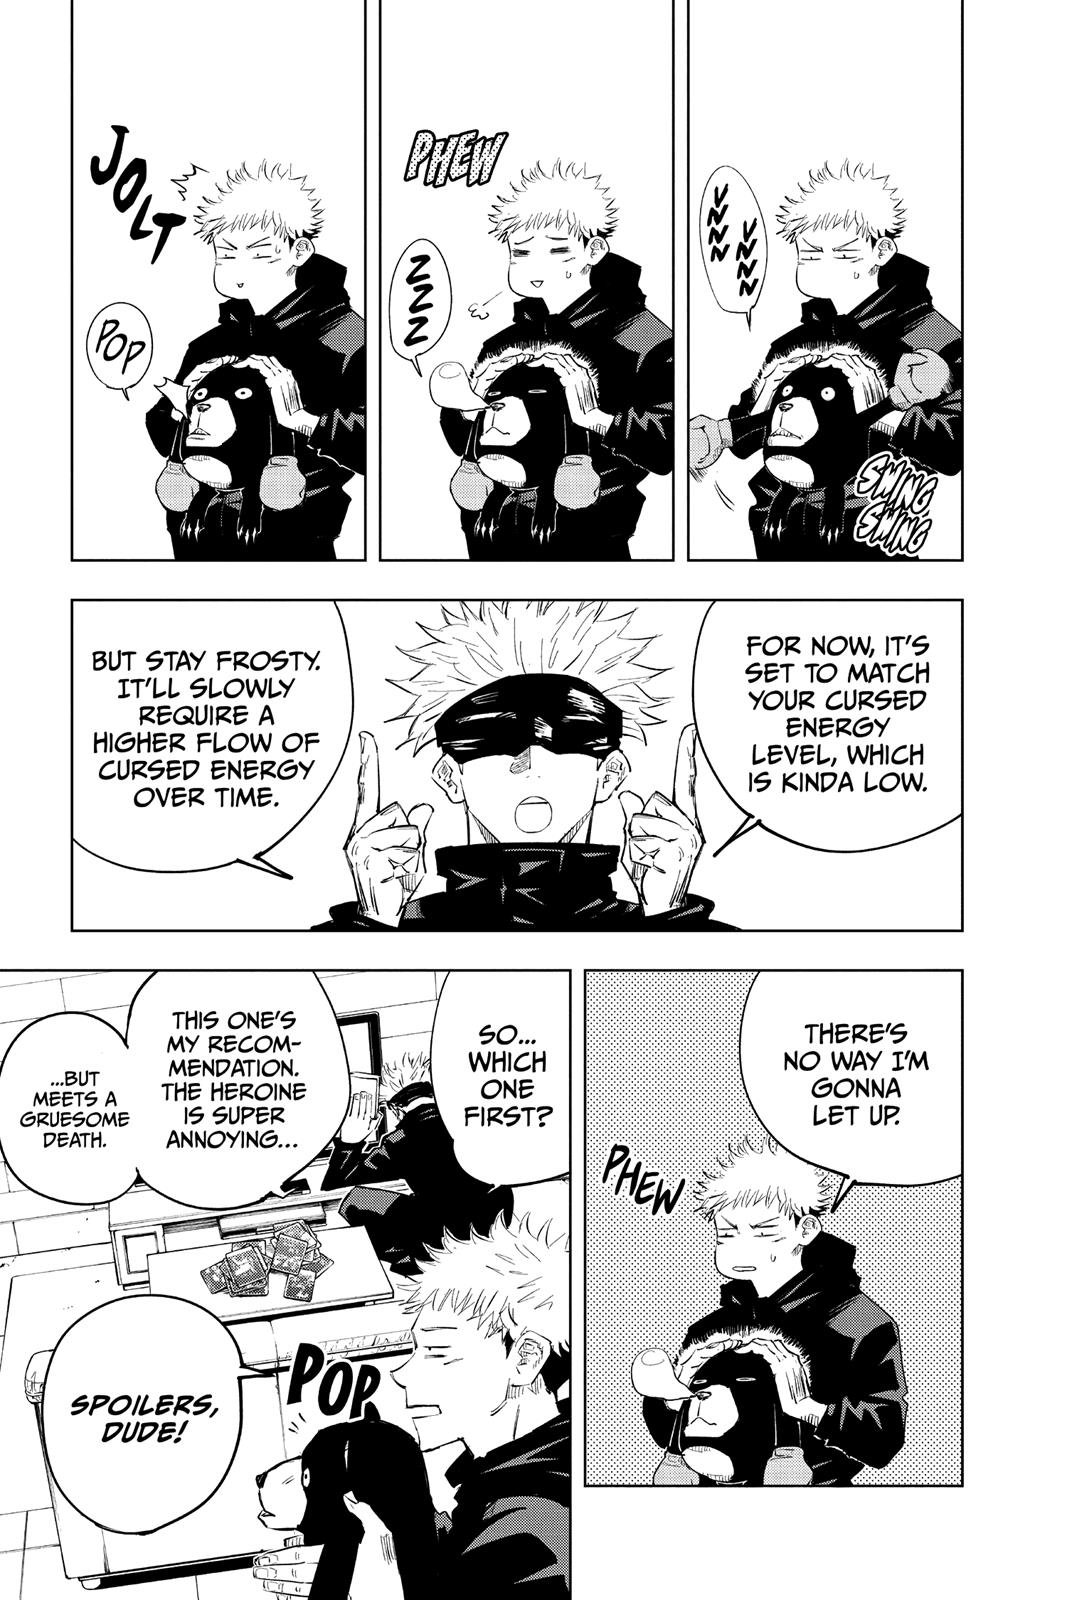 VNNN
VNNN
SWING
SWING
PHEW
ZZZ
JOLT
POP
FOR NOW, IT'S
SET TO MATCH
YOUR CURSED
ENERGY
LEVEL, WHICH
IS KINDA LOW.
BUT STAY FROSTY.
IT'LL SLOWLY
REQUIRE A
HIGHER FLOW OF
CURSED ENERGY
OVER TIME.
THERE'S
NO WAY I'M
GONNA
LET UP.
PHEW
SO...
WHICH
ONE
FIRST?
THIS ONE'S
MY RECOM-
MENDATION.
THE HEROINE
IS SUPER
ANNOYING...
...BUT
MEETS A
GRUESOME
DEATH.
POP
SPOILERS,
DUDE!